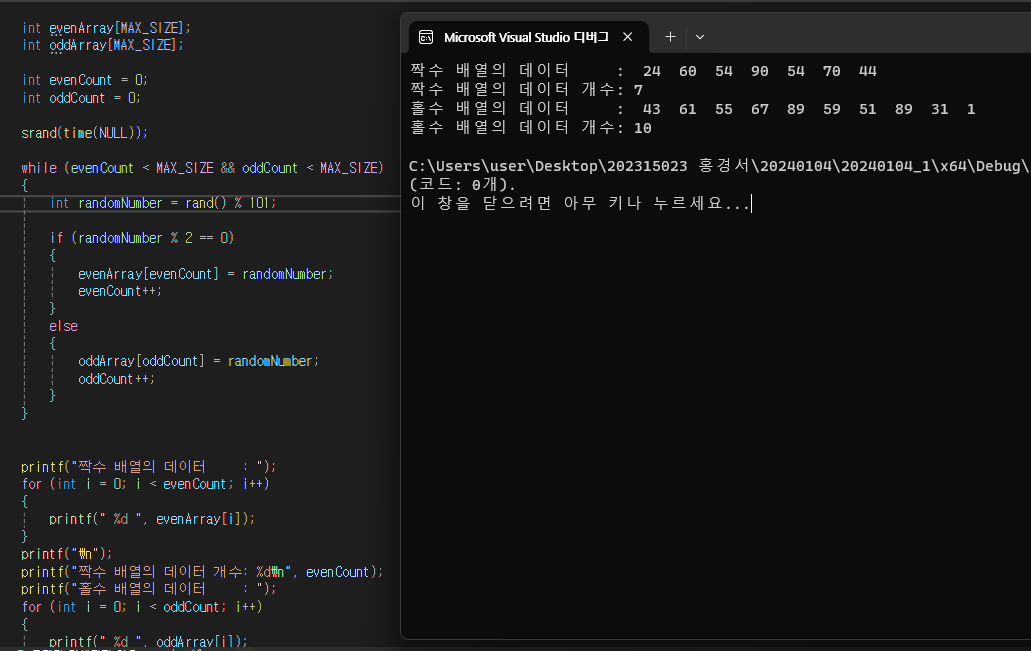 int evenArray[MAX_SIZE];
int oddArray[MAX_SIZE];
int evenCount = 0;
int oddCount = 0;
srand(time(NULL));
while (evenCount < MAX_SIZE && oddCount < MAX_SIZE)
{
int randomNumber = rand() % 101;
if (randomNumber % 2 == 0)
{
evenArray[evenCount] = randomNumber;
evenCount++;
}
else
{
oddArray[oddCount] = randomNumber;
oddCount++;
}
}
printf("짝수 배열의 데이터     : ");
for (int i = 0; i < evenCount; i++)
{
printf(" %d ", evenArray[i]);
}
printf("₩n");
printf("짝수 배열의 데이터 개수: %d₩n", evenCount);
printf("홀수 배열의 데이터     : ");
for (int i = 0; i < oddCount; i++)
{
printf(" %d ", oddArray[i]);
Microsoft Visual Studio 디버그
짝수 배열의 데이터     :  24  60  54  90  54  70  44
짝수 배열의 데이터 개수: 7
홀수 배열의 데이터     :  43  61  55  67  89  59  51  89  31  1
홀수 배열의 데이터 개수: 10
C:\Users\user\Desktop\202315023 홍경서\20240104\20240104_1\x64\Debug\
(코드: 0개).
이 창을 닫으려면 아무 키나 누르세요...